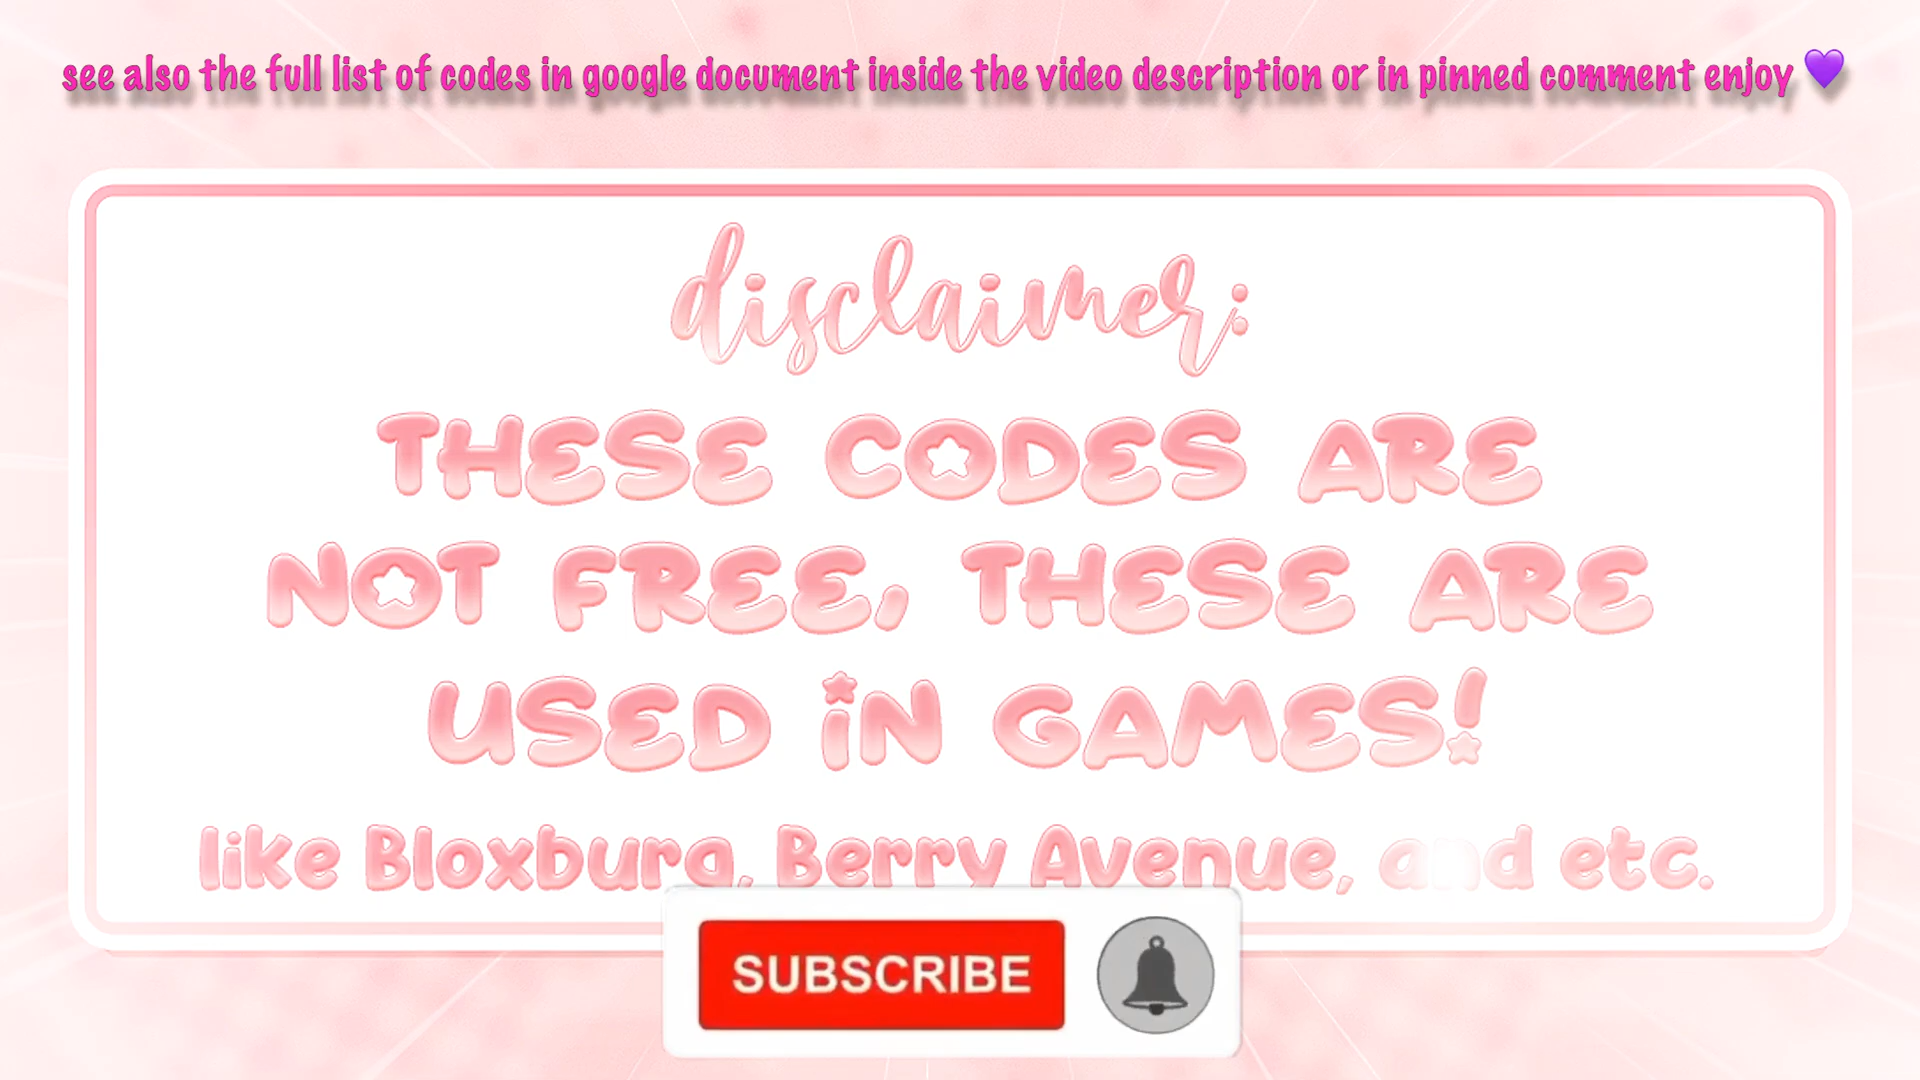 see also the full list of codes in google document inside the video description or in pinned comment enjoy 💜
disclaimer:
THESE CODES ARE
NOT FREE, THESE ARE
USED iN GAMES!
like Bloxburg, Berry Avenue, and etc.
SUBSCRIBE